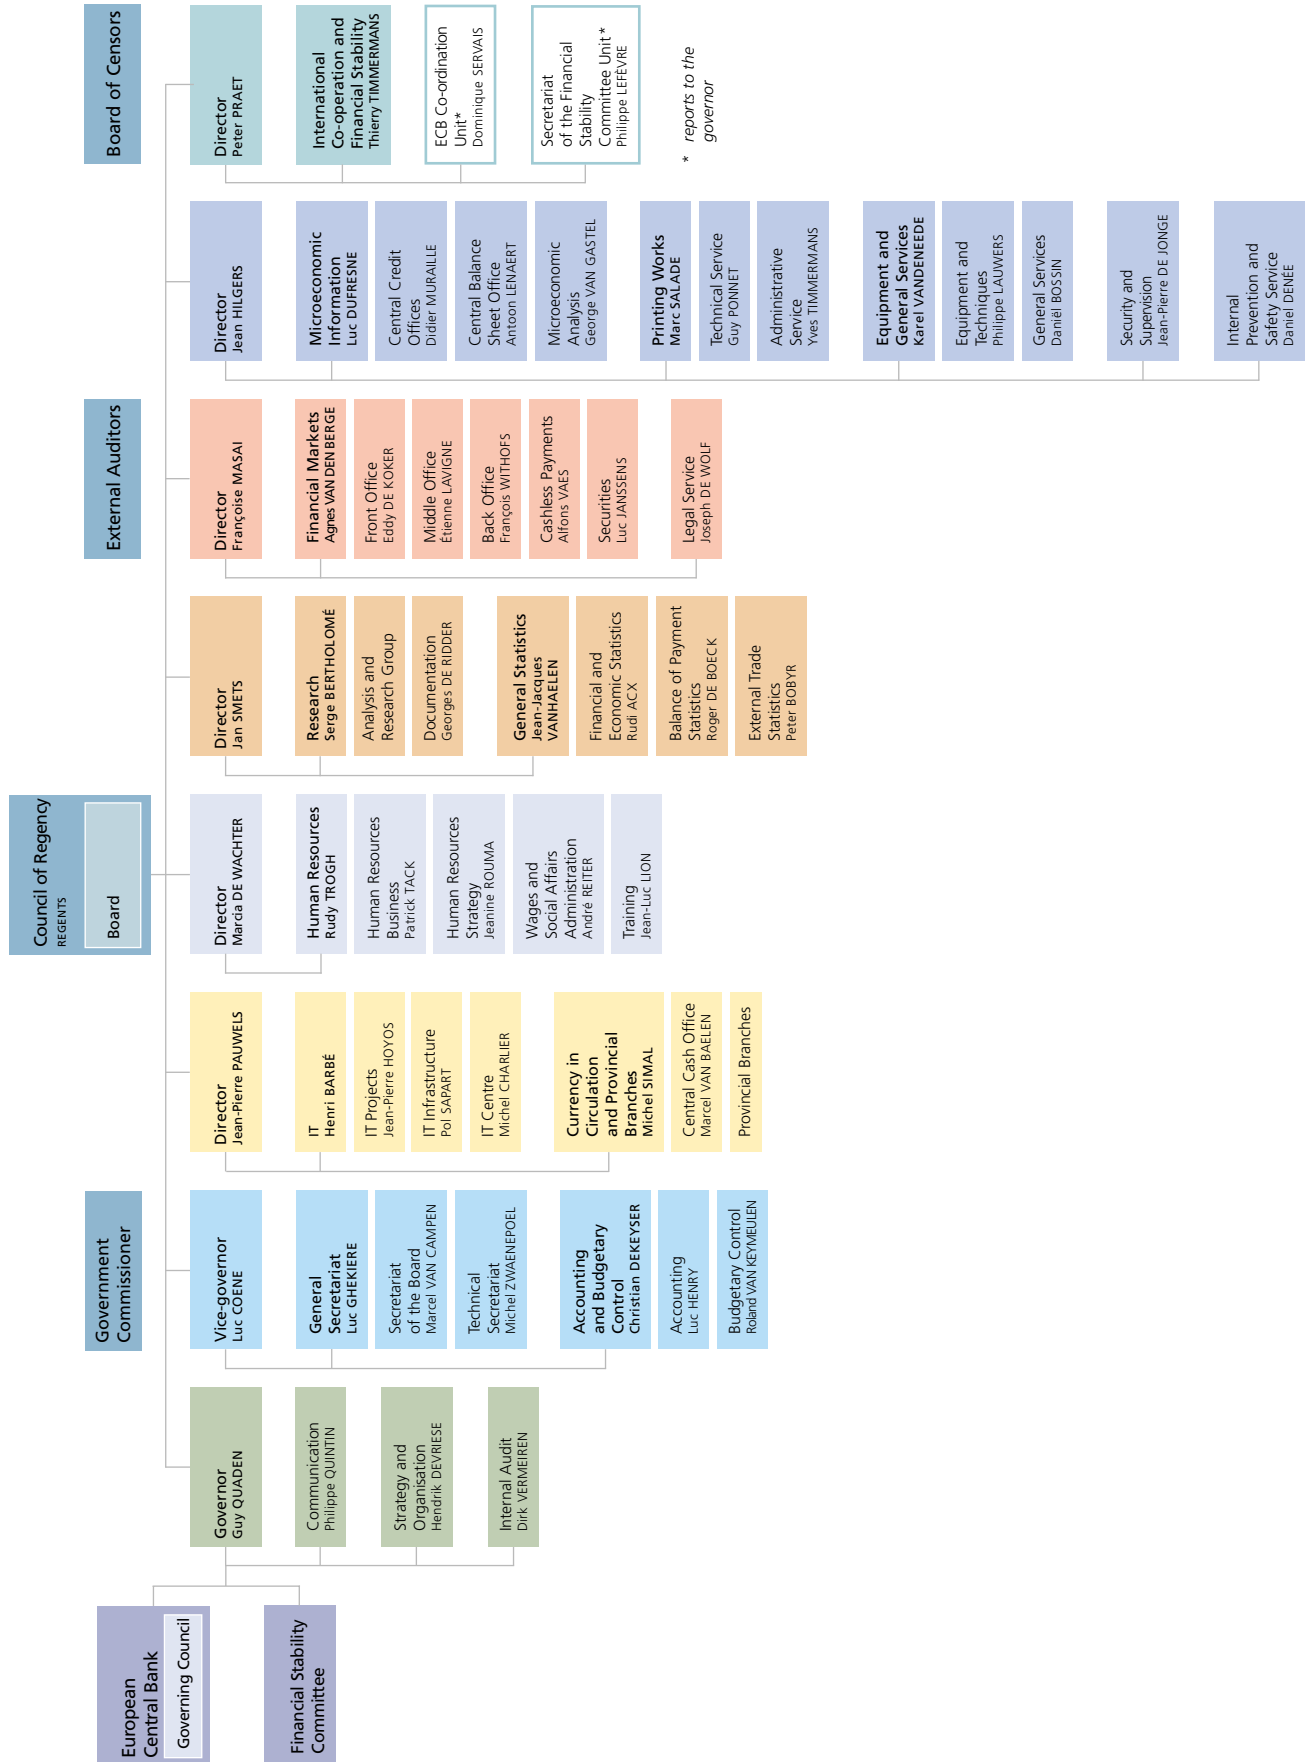 Council of Regency
REGENTS
Board
Government
Commissioner
External Auditors
Board of Censors
European
Central Bank
Governing Council
Financial Stability
Committee
Governor
Guy QUADEN
Communication
Philippe QUINTIN
Strategy and
Organisation
Hendrik DEVRIESE
Internal Audit
Dirk VERMEIREN
Vice-governor
Luc COENE
General
Secretariat
Luc GHEKIERE
Secretariat
of the Board
Marcel VAN CAMPEN
Technical
Secretariat
Michel ZWAENEPOEL
Accounting
and Budgetary
Control
Christian DEKEYSER
Accounting
Luc HENRY
Budgetary Control
Roland VAN KEYMEULEN
Director
Jean-Pierre PAUWELS
IT
Henri BARBÉ
IT Projects
Jean-Pierre HOYOS
IT Infrastructure
Pol SAPART
IT Centre
Michel CHARLIER
Currency in
Circulation
and Provincial
Branches
Michel SIMAL
Central Cash Office
Marcel VAN BAELEN
Provincial Branches
Director
Marcia DE WACHTER
Human Resources
Rudy TROGH
Human Resources
Business
Patrick TACK
Human Resources
Strategy
Jeanine ROUMA
Wages and
Social Affairs
Administration
André REITER
Training
Jean-Luc LION
Director
Jan SMETS
Research
Serge BERTHOLOMÉ
Analysis and
Research Group
Documentation
Georges DE RIDDER
General Statistics
Jean-Jacques
VANHAELEN
Financial and
Economic Statistics
Rudi ACX
Balance of Payment
Statistics
Roger DE BOECK
External Trade
Statistics
Peter BOBYR
Director
Françoise MASAI
Financial Markets
Agnes VAN DEN BERGE
Front Office
Eddy DE KOKER
Middle Office
Étienne LAVIGNE
Back Office
François WITHOFS
Cashless Payments
Alfons VAES
Securities
Luc JANSSENS
Legal Service
Joseph DE WOLF
Director
Jean HILGERS
Microeconomic
Information
Luc DUFRESNE
Central Credit
Offices
Didier MURAILLE
Central Balance
Sheet Office
Antoon LENAERT
Microeconomic
Analysis
George VAN GASTEL
Printing Works
Marc SALADE
Technical Service
Guy PONNET
Administrative
Service
Yves TIMMERMANS
Equipment and
General Services
Karel VANDENEEDE
Equipment and
Techniques
Philippe LAUWERS
General Services
Daniël BOSSIN
Security and
Supervision
Jean-Pierre DE JONGE
Internal
Prevention and
Safety Service
Daniel DENÉE
Director
Peter PRAET
International
Co-operation and
Financial Stability
Thierry TIMMERMANS
ECB Co-ordination
Unit*
Dominique SERVAIS
Secretariat
of the Financial
Stability
Committee Unit*
Philippe LEFÈVRE
* reports to the
governor